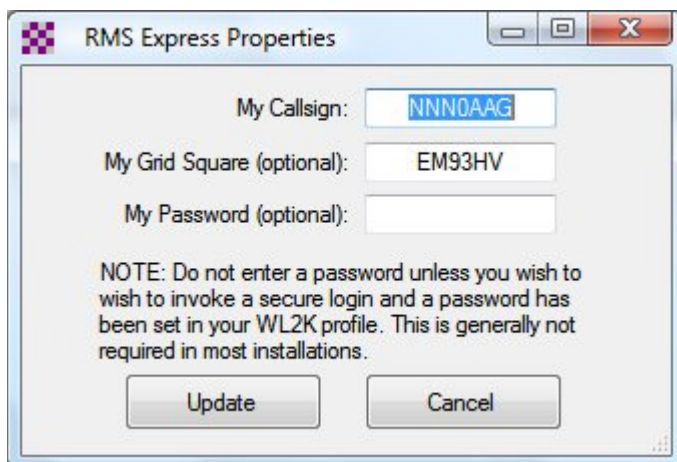 RMS Express Properties
My Callsign: NNN0AAG
My Grid Square (optional): EM93HV
My Password (optional):
NOTE: Do not enter a password unless you wish to
wish to invoke a secure login and a password has
been set in your WL2K profile. This is generally not
required in most installations.
Update Cancel